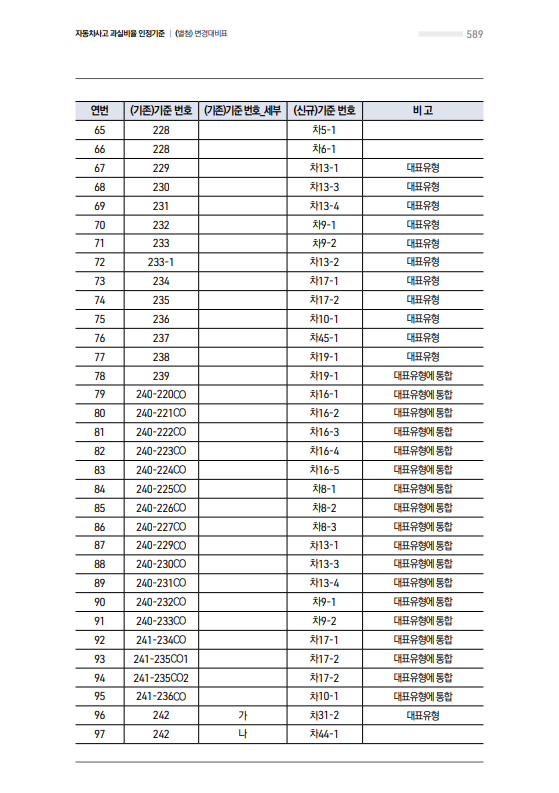 자동차사고 과실비율 인정기준 | (별첨) 변경대비표 589
연번 (기존)기준 번호 (기존)기준 번호_세부 (신규)기준 번호 비 고
65 228 차5-1
66 228 차6-1
67 229 차13-1 대표유형
68 230 차13-3 대표유형
69 231 차13-4 대표유형
70 232 차9-1 대표유형
71 233 차9-2 대표유형
72 233-1 차13-2 대표유형
73 234 차17-1 대표유형
74 235 차17-2 대표유형
75 236 차10-1 대표유형
76 237 차45-1 대표유형
77 238 차19-1 대표유형
78 239 차19-1 대표유형에 통합
79 240-220CO 차16-1 대표유형에 통합
80 240-221CO 차16-2 대표유형에 통합
81 240-222CO 차16-3 대표유형에 통합
82 240-223CO 차16-4 대표유형에 통합
83 240-224CO 차16-5 대표유형에 통합
84 240-225CO 차8-1 대표유형에 통합
85 240-226CO 차8-2 대표유형에 통합
86 240-227CO 차8-3 대표유형에 통합
87 240-229CO 차13-1 대표유형에 통합
88 240-230CO 차13-3 대표유형에 통합
89 240-231CO 차13-4 대표유형에 통합
90 240-232CO 차9-1 대표유형에 통합
91 240-233CO 차9-2 대표유형에 통합
92 241-234CO 차17-1 대표유형에 통합
93 241-235CO1 차17-2 대표유형에 통합
94 241-235CO2 차17-2 대표유형에 통합
95 241-236CO 차10-1 대표유형에 통합
96 242 가 차31-2 대표유형
97 242 나 차44-1